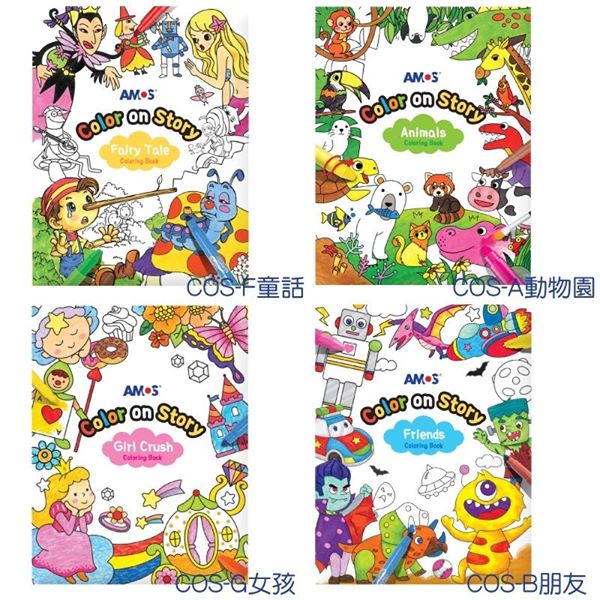 AMOS
Color on Story
Fairy Tale
Coloring Book
COS-F童話
AMOS
Color on Story
Animals
Coloring Book
COS-A動物園
AMOS
Color on Story
Girl Crush
Coloring Book
COS-G女孩
AMOS
Color on Story
Friends
Coloring Book
COS-B朋友